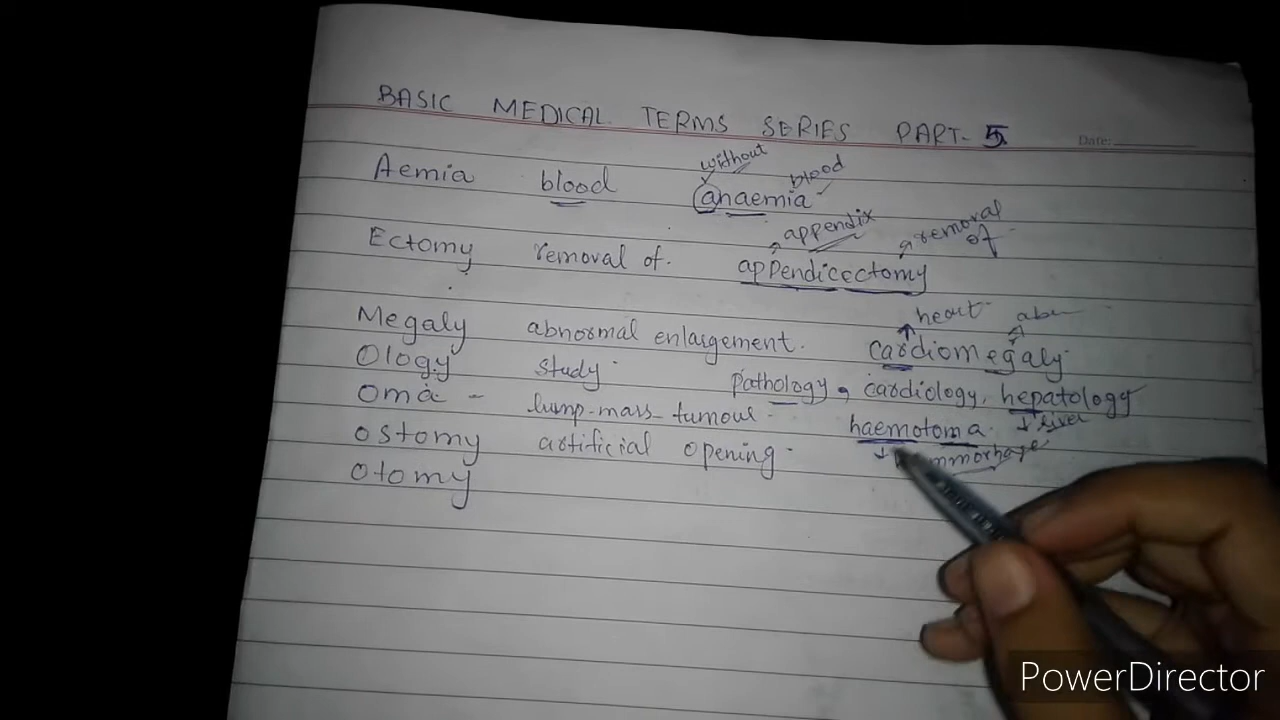 BASIC MEDICAL TERMS SERIES PART-5
Date:
without
blood
Aemia blood anaemia
appendix
removal of
Ectomy removal of. appendicectomy
heart
Megaly abnormal enlargement. cardiomegaly
Ology study pathology, cardiology, hepatology
Oma - lump-mass-tumour haemotoma.
ostomy artificial opening
otomy
PowerDirector